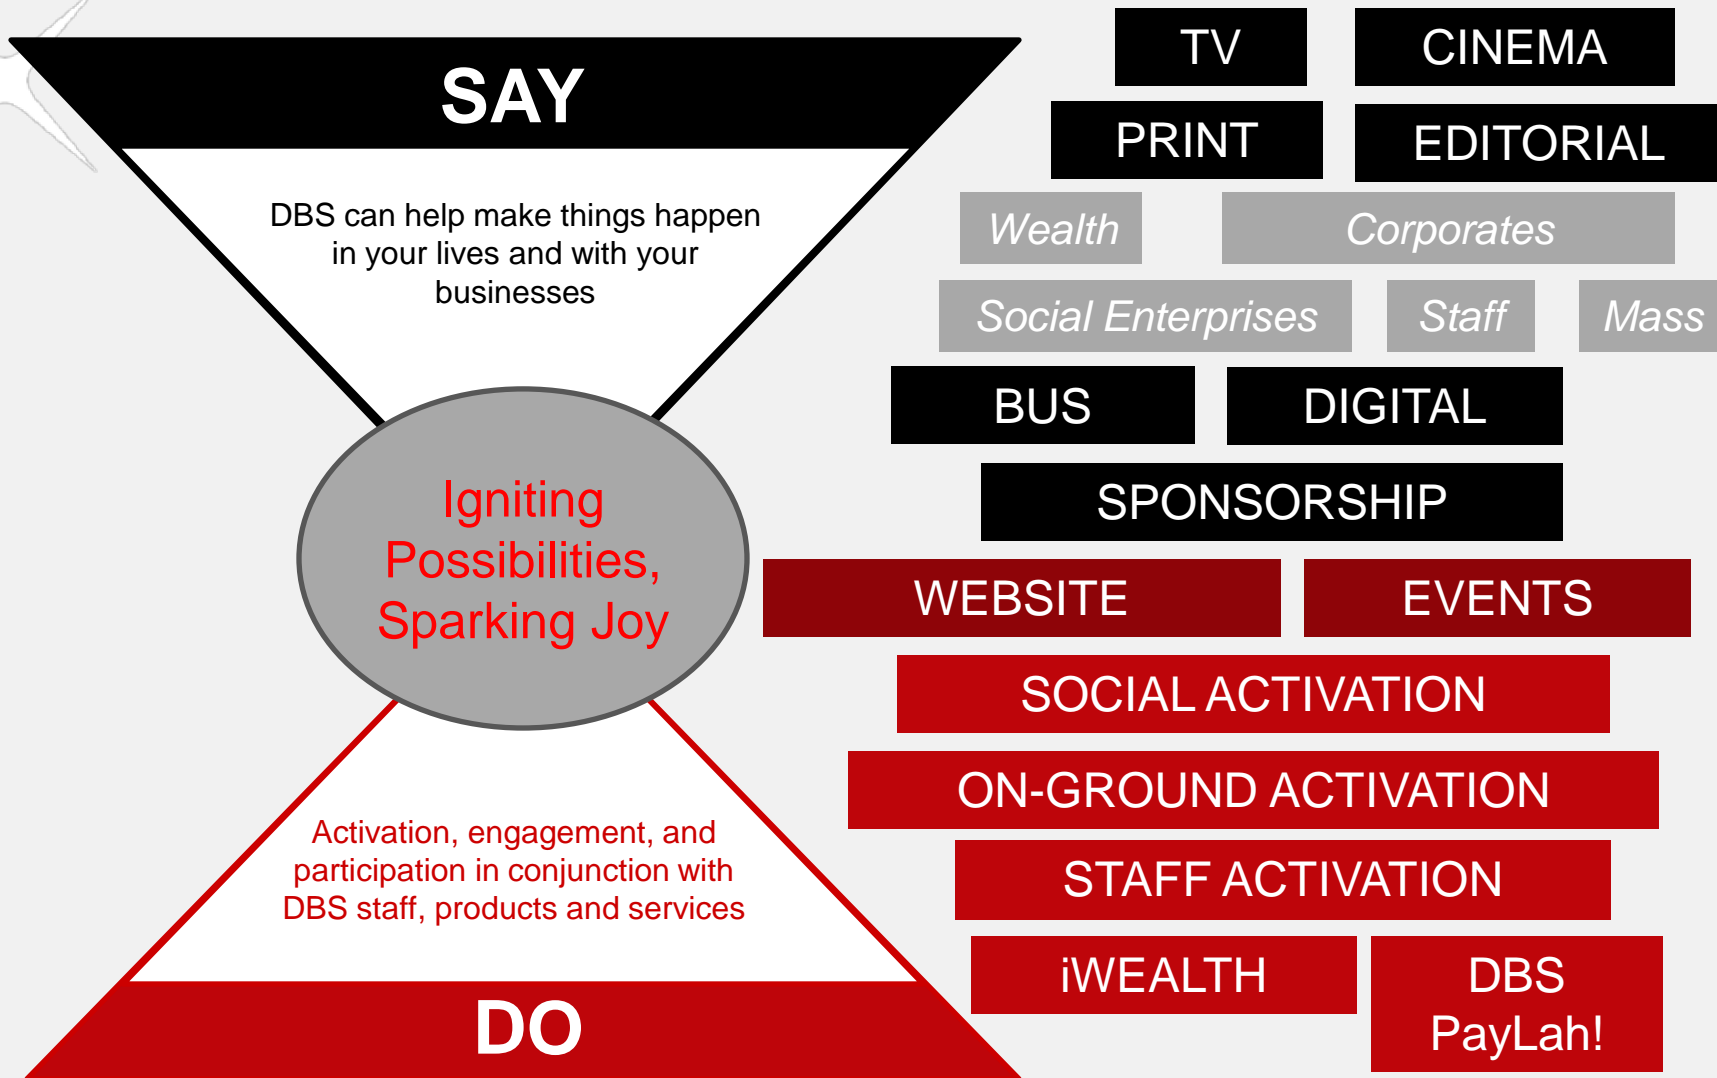 SAY
DBS can help make things happen
in your lives and with your
businesses
Igniting
Possibilities,
Sparking Joy
Activation, engagement, and
participation in conjunction with
DBS staff, products and services
DO
TV
CINEMA
PRINT
EDITORIAL
Wealth
Corporates
Social Enterprises
Staff
Mass
BUS
DIGITAL
SPONSORSHIP
WEBSITE
EVENTS
SOCIAL ACTIVATION
ON-GROUND ACTIVATION
STAFF ACTIVATION
iWEALTH
DBS
PayLah!